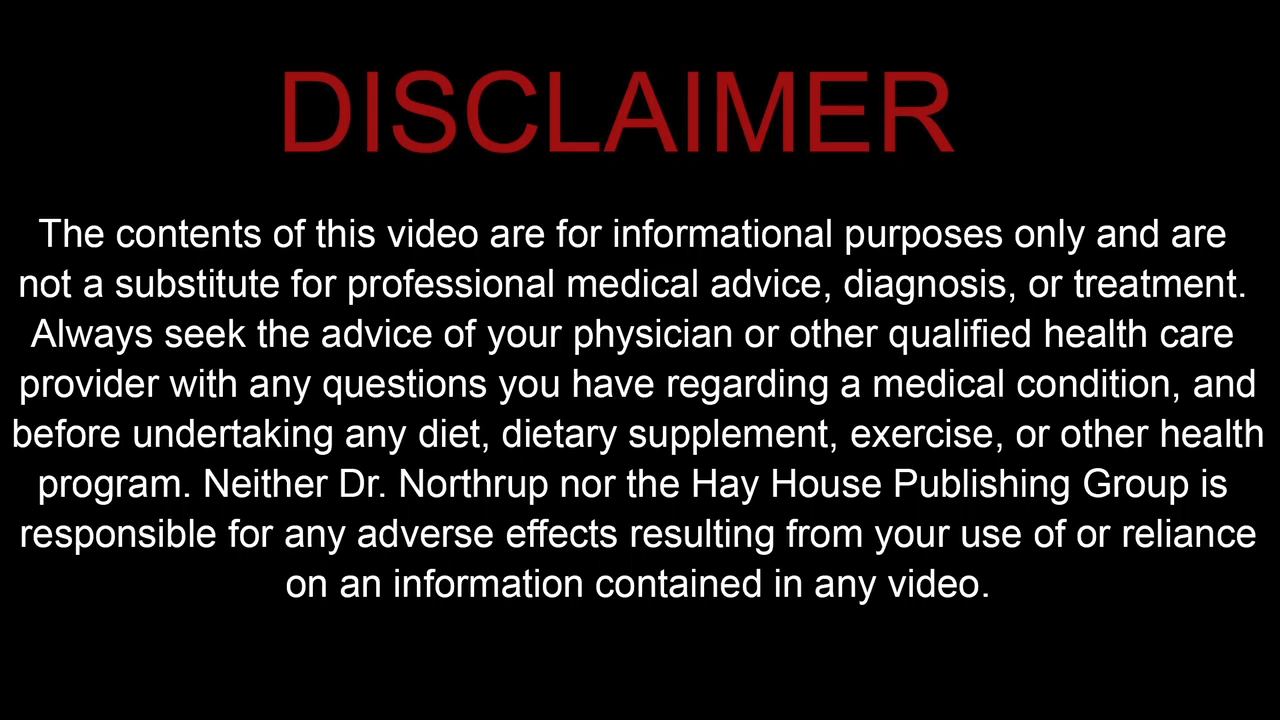 DISCLAIMER
The contents of this video are for informational purposes only and are
not a substitute for professional medical advice, diagnosis, or treatment.
Always seek the advice of your physician or other qualified health care
provider with any questions you have regarding a medical condition, and
before undertaking any diet, dietary supplement, exercise, or other health
program. Neither Dr. Northrup nor the Hay House Publishing Group is
responsible for any adverse effects resulting from your use of or reliance
on an information contained in any video.